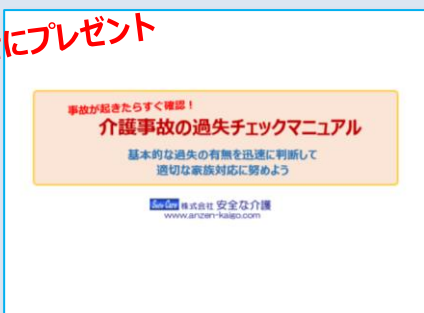 にプレゼント
事故が起きたらすぐ確認！
介護事故の過失チェックマニュアル
基本的な過失の有無を迅速に判断して
適切な家族対応に努めよう
Safe Care 株式会社 安全な介護
www.anzen-kaigo.com